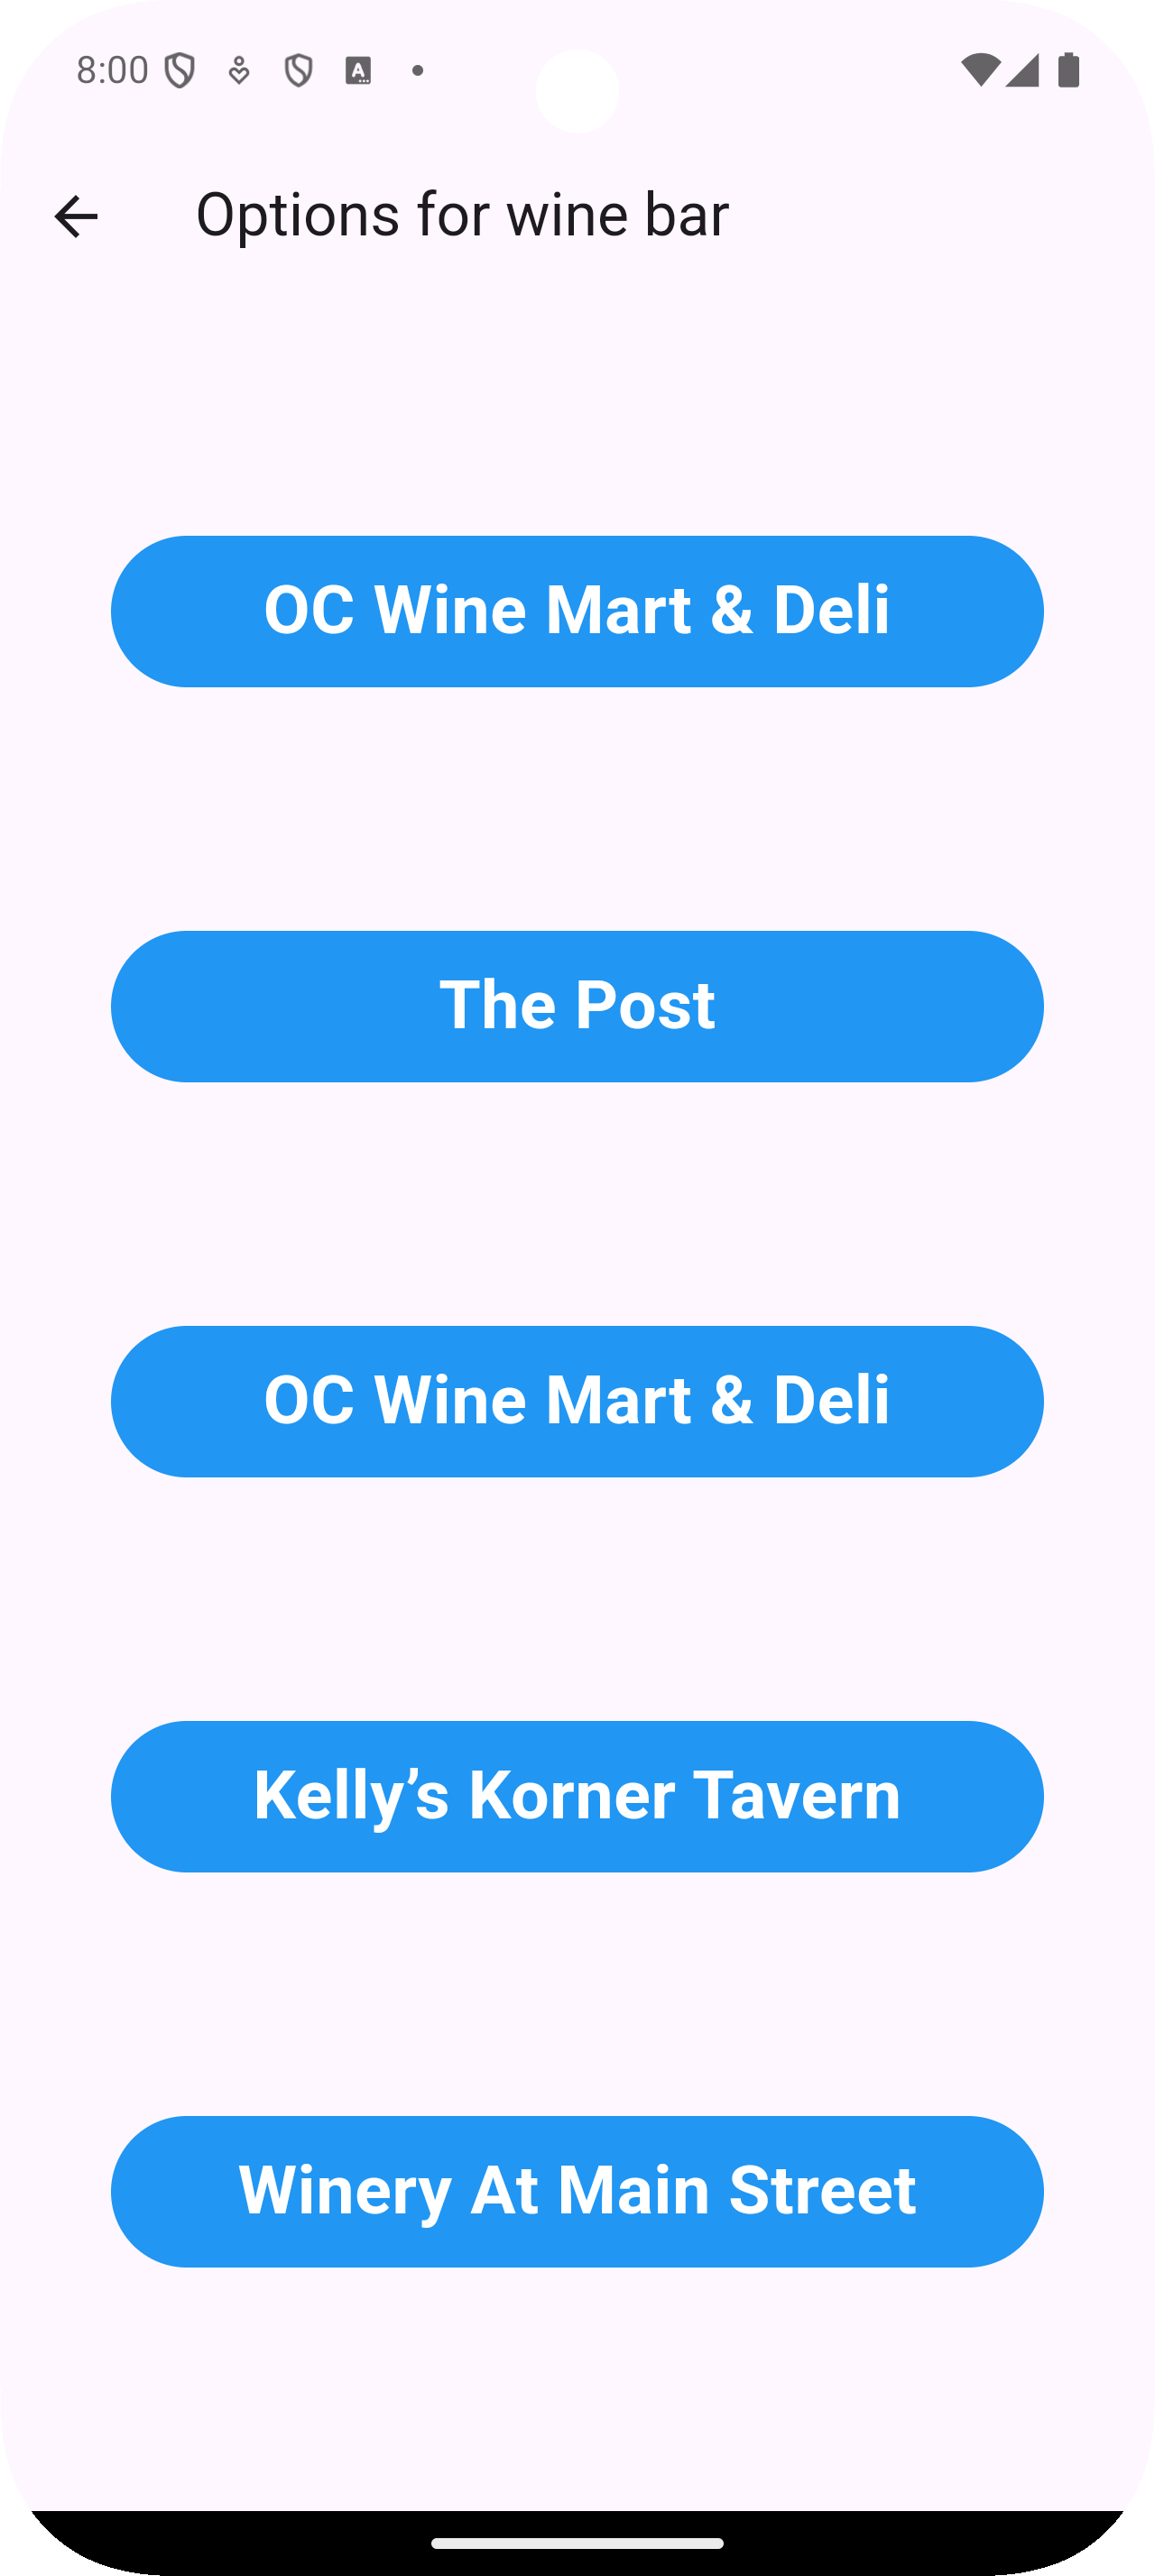 8:00
Options for wine bar
OC Wine Mart & Deli
The Post
OC Wine Mart & Deli
Kelly’s Korner Tavern
Winery At Main Street